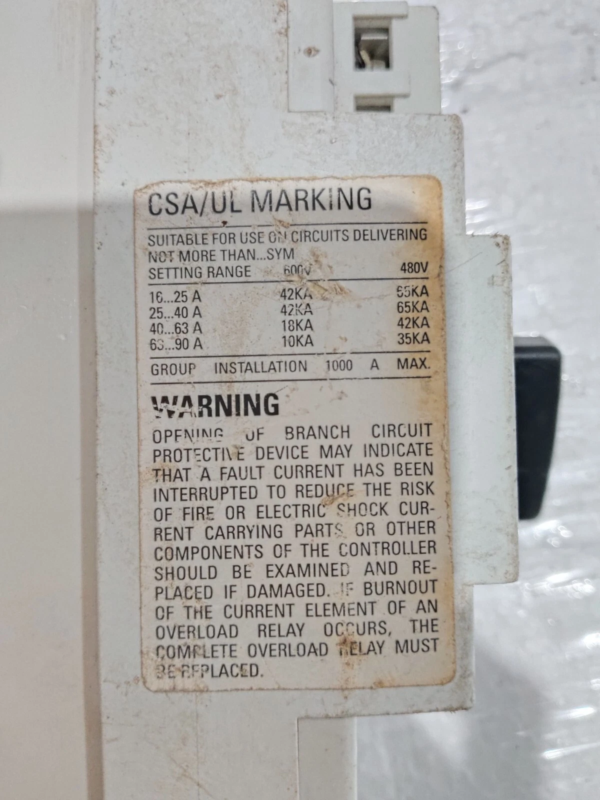 CSA/UL MARKING
SUITABLE FOR USE ON CIRCUITS DELIVERING
NOT MORE THAN...SYM
SETTING RANGE 600V 480V
16...25 A 42KA 65KA
25...40 A 42KA 65KA
40...63 A 18KA 42KA
63...90 A 10KA 35KA
GROUP INSTALLATION 1000 A MAX.
WARNING
OPENING OF BRANCH CIRCUIT
PROTECTIVE DEVICE MAY INDICATE
THAT A FAULT CURRENT HAS BEEN
INTERRUPTED TO REDUCE THE RISK
OF FIRE OR ELECTRIC SHOCK CUR-
RENT CARRYING PARTS OR OTHER
COMPONENTS OF THE CONTROLLER
SHOULD BE EXAMINED AND RE-
PLACED IF DAMAGED. IF BURNOUT
OF THE CURRENT ELEMENT OF AN
OVERLOAD RELAY OCCURS, THE
COMPLETE OVERLOAD RELAY MUST
BE REPLACED.